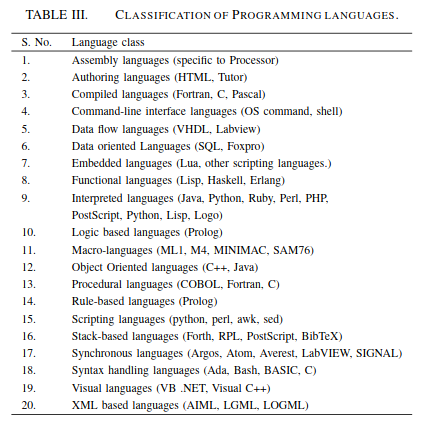 TABLE III. CLASSIFICATION OF PROGRAMMING LANGUAGES.
S. No. Language class
1. Assembly languages (specific to Processor)
2. Authoring languages (HTML, Tutor)
3. Compiled languages (Fortran, C, Pascal)
4. Command-line interface languages (OS command, shell)
5. Data flow languages (VHDL, Labview)
6. Data oriented Languages (SQL, Foxpro)
7. Embedded languages (Lua, other scripting languages.)
8. Functional languages (Lisp, Haskell, Erlang)
9. Interpreted languages (Java, Python, Ruby, Perl, PHP,
PostScript, Python, Lisp, Logo)
10. Logic based languages (Prolog)
11. Macro-languages (ML1, M4, MINIMAC, SAM76)
12. Object Oriented languages (C++, Java)
13. Procedural languages (COBOL, Fortran, C)
14. Rule-based languages (Prolog)
15. Scripting languages (python, perl, awk, sed)
16. Stack-based languages (Forth, RPL, PostScript, BibTeX)
17. Synchronous languages (Argos, Atom, Averest, LabVIEW, SIGNAL)
18. Syntax handling languages (Ada, Bash, BASIC, C)
19. Visual languages (VB .NET, Visual C++)
20. XML based languages (AIML, LGML, LOGML)